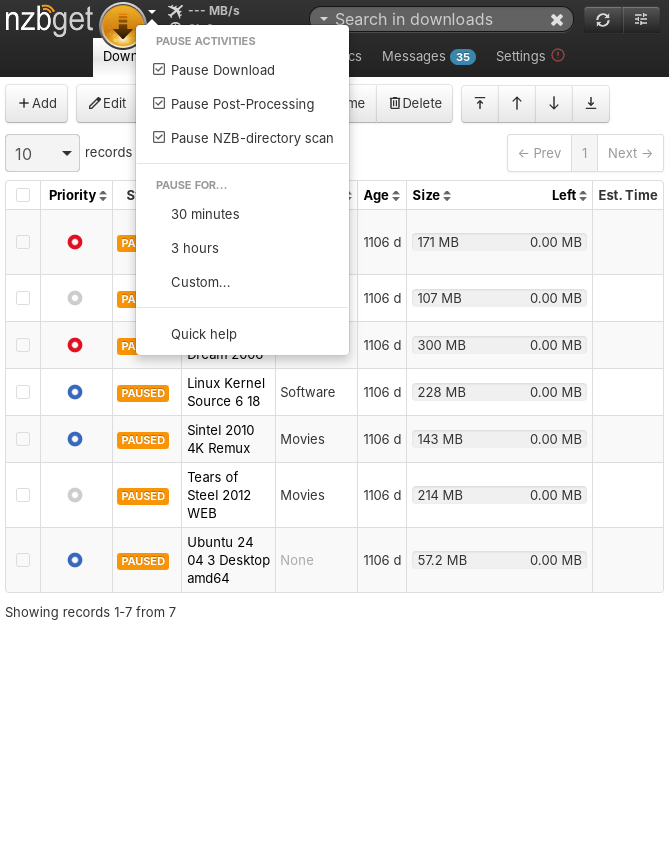 nzbget
--- MB/s
Search in downloads
Messages 35
Settings
PAUSE ACTIVITIES
Pause Download
Pause Post-Processing
Pause NZB-directory scan
PAUSE FOR...
30 minutes
3 hours
Custom...
Quick help
Add
Edit
Delete
10 records
← Prev 1 Next →
Priority Age Size Left Est. Time
1106 d 171 MB 0.00 MB
1106 d 107 MB 0.00 MB
1106 d 300 MB 0.00 MB
PAUSED
Linux Kernel
Source 6 18
Software 1106 d 228 MB 0.00 MB
PAUSED
Sintel 2010
4K Remux
Movies 1106 d 143 MB 0.00 MB
PAUSED
Tears of
Steel 2012
WEB
Movies 1106 d 214 MB 0.00 MB
PAUSED
Ubuntu 24
04 3 Desktop
amd64
None 1106 d 57.2 MB 0.00 MB
Showing records 1-7 from 7